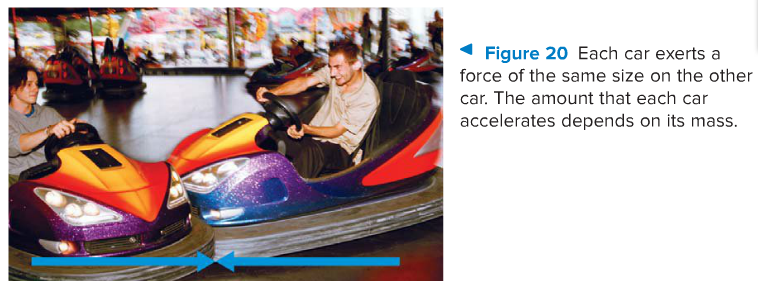 Figure 20 Each car exerts a
force of the same size on the other
car. The amount that each car
accelerates depends on its mass.